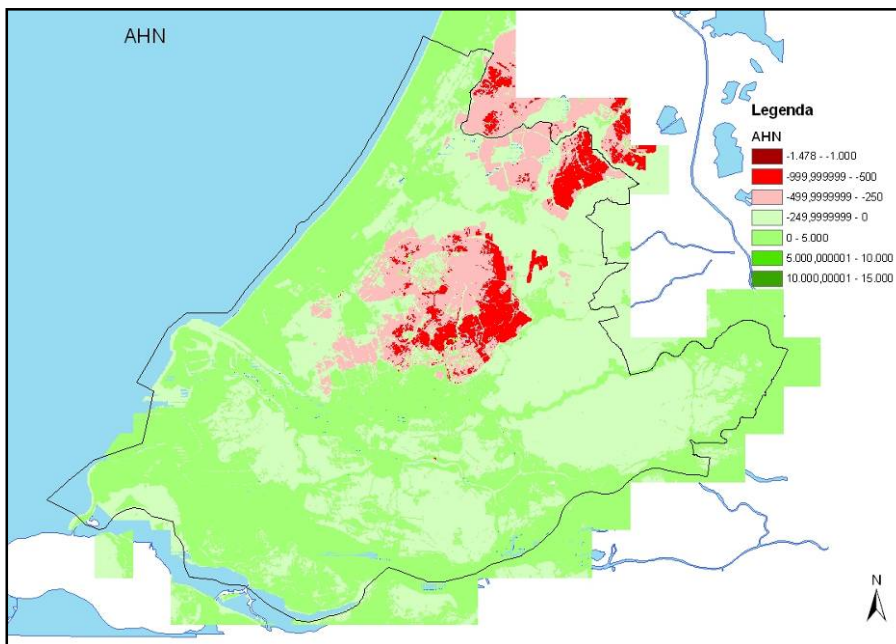 AHN
Legenda
AHN
-1.478 - -1.000
-999,999999 - -500
-499,9999999 - -250
-249,9999999 - 0
0 - 5.000
5.000,000001 - 10.000
10.000,00001 - 15.000
N